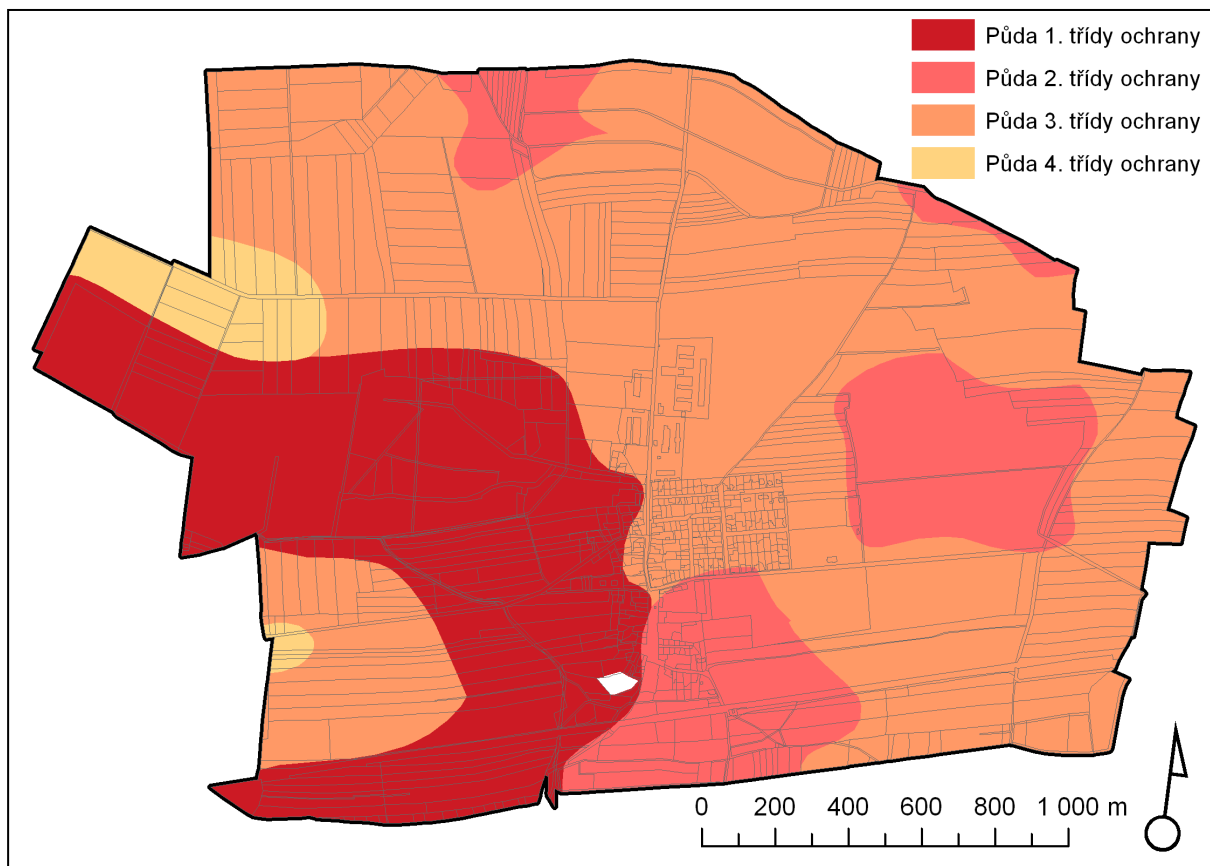 Půda 1. třídy ochrany
Půda 2. třídy ochrany
Půda 3. třídy ochrany
Půda 4. třídy ochrany
0 200 400 600 800 1 000 m